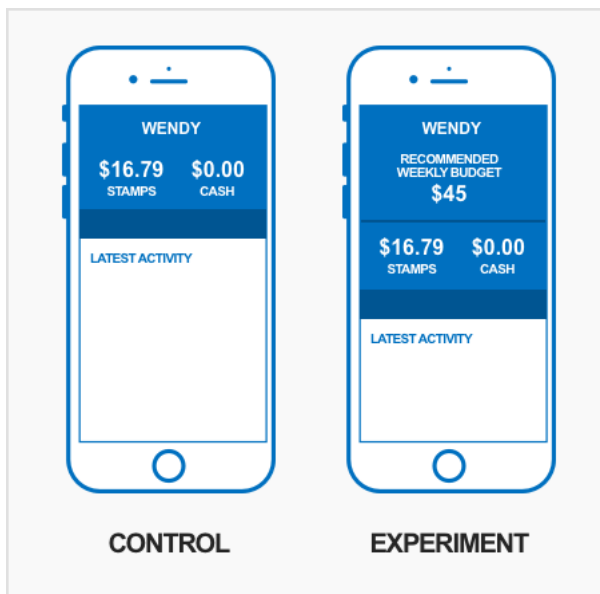 WENDY
$16.79 $0.00
STAMPS CASH
LATEST ACTIVITY
CONTROL
WENDY
RECOMMENDED
WEEKLY BUDGET
$45
$16.79 $0.00
STAMPS CASH
LATEST ACTIVITY
EXPERIMENT